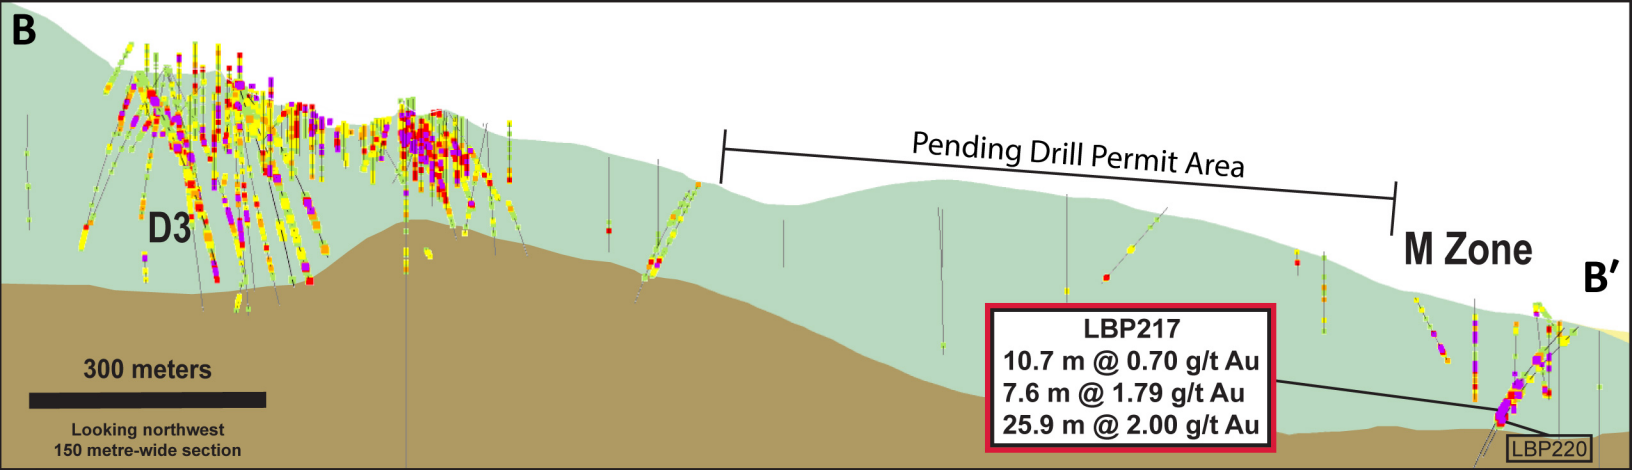 B
Pending Drill Permit Area
D3
M Zone
B′
LBP217
10.7 m @ 0.70 g/t Au
7.6 m @ 1.79 g/t Au
25.9 m @ 2.00 g/t Au
300 meters
Looking northwest
150 metre-wide section
LBP220